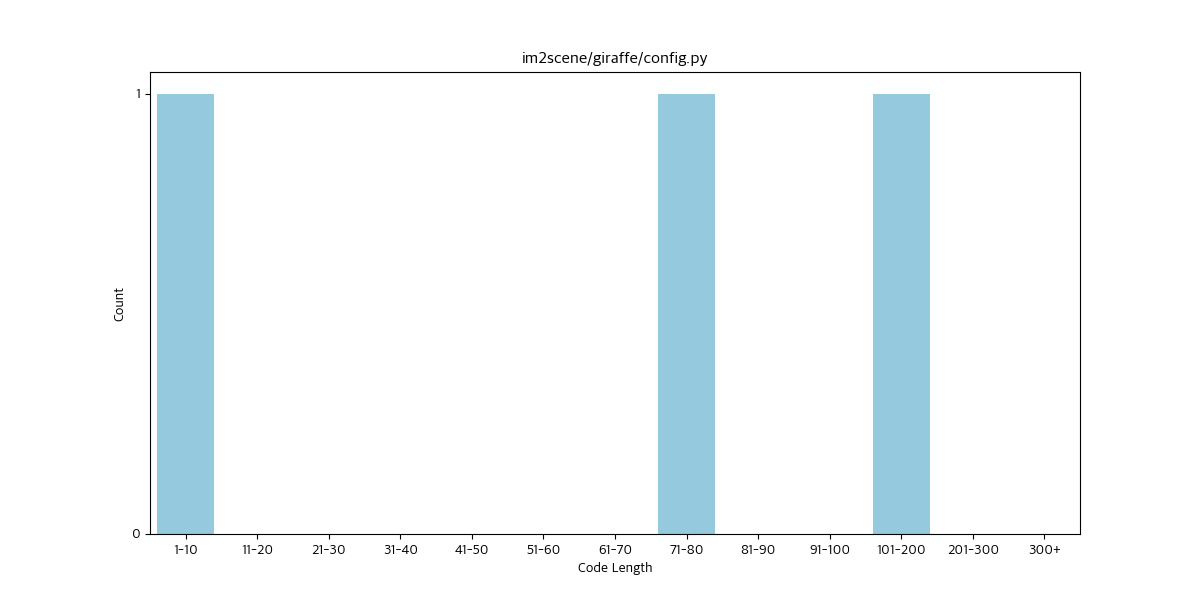 im2scene/giraffe/config.py
1
Count
0
1-10 11-20 21-30 31-40 41-50 51-60 61-70 71-80 81-90 91-100 101-200 201-300 300+
Code Length